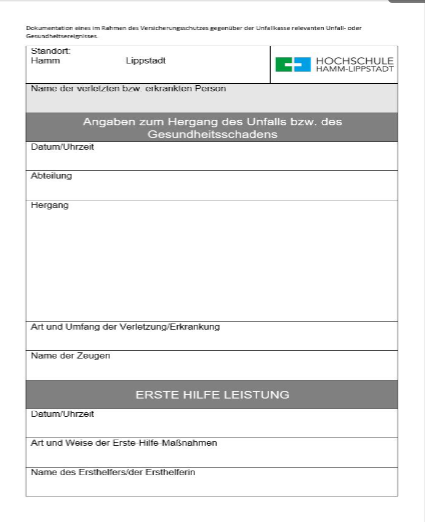 Dokumentation eines im Rahmen des Versicherungsschutzes gegenüber der Unfallkasse relevanten Unfall- oder
Gesundheitsereignisses.
Standort:
Hamm Lippstadt
HOCHSCHULE
HAMM-LIPPSTADT
Name der verletzten bzw. erkrankten Person
Angaben zum Hergang des Unfalls bzw. des
Gesundheitsschadens
Datum/Uhrzeit
Abteilung
Hergang
Art und Umfang der Verletzung/Erkrankung
Name der Zeugen
ERSTE HILFE LEISTUNG
Datum/Uhrzeit
Art und Weise der Erste-Hilfe-Maßnahmen
Name des Ersthelfers/der Ersthelferin